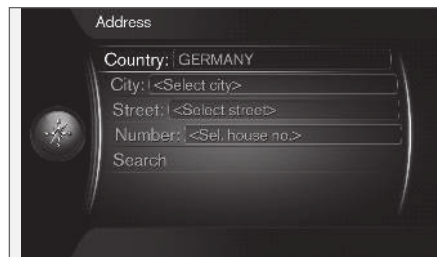 Address
Country: GERMANY
City: <Select city>
Street: <Select street>
Number: <Sel. house no.>
Search